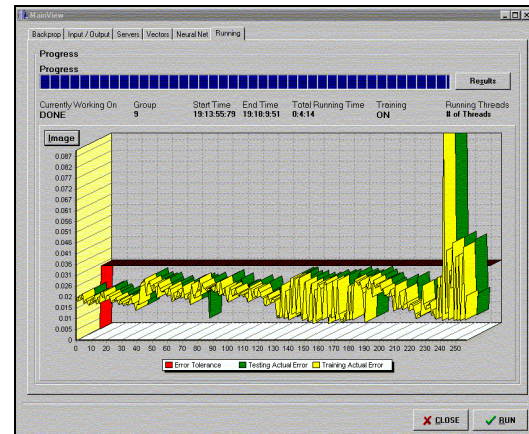 MainView
Backprop Input / Output Servers Vectors Neural Net Running
Progress
Progress
Results
Currently Working On Group Start Time End Time Total Running Time Training Running Threads
DONE 9 19:13:55:79 19:18:9:51 0:4:14 ON # of Threads
Image
0.087
0.083
0.077
0.072
0.067
0.061
0.056
0.051
0.045
0.04
0.036
0.031
0.025
0.02
0.015
0.01
0.005
0
0 10 20 30 40 50 60 70 80 90 100 110 120 130 140 150 160 170 180 190 200 210 220 230 240 250
Error Tolerance Testing Actual Error Training Actual Error
CLOSE RUN